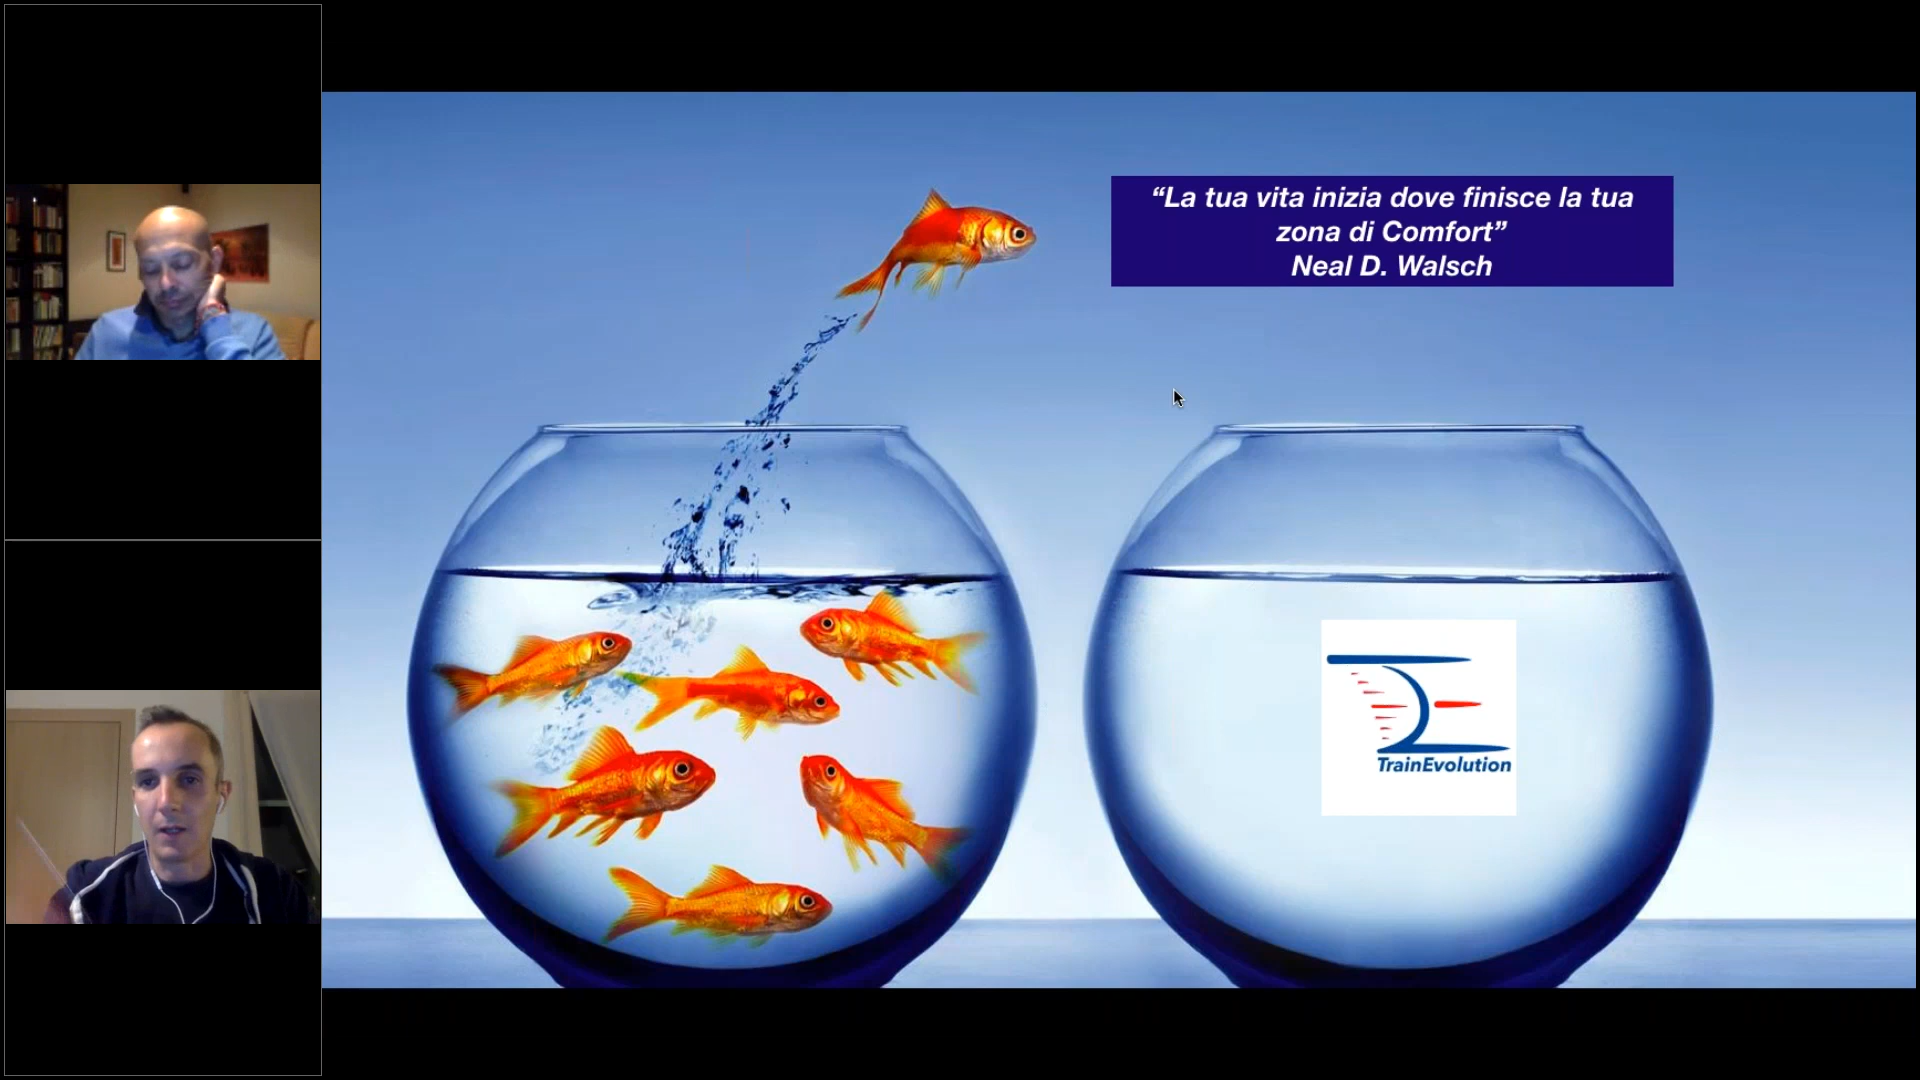 “La tua vita inizia dove finisce la tua
zona di Comfort”
Neal D. Walsch
TrainEvolution